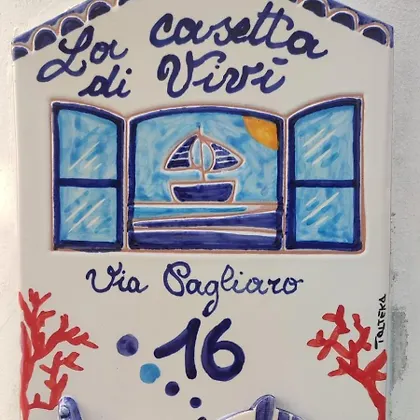 La casetta
di Vivì
Via Pagliaro
16
TALTEKA